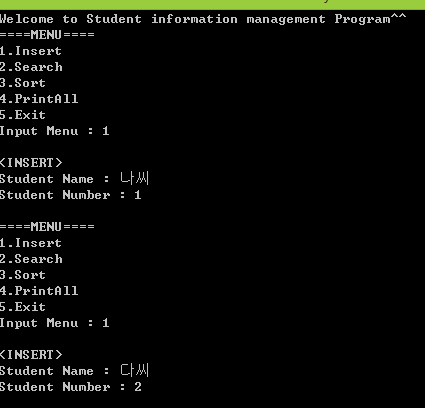 Welcome to Student information management Program^^
====MENU====
1.Insert
2.Search
3.Sort
4.PrintAll
5.Exit
Input Menu : 1
<INSERT>
Student Name : 나씨
Student Number : 1
====MENU====
1.Insert
2.Search
3.Sort
4.PrintAll
5.Exit
Input Menu : 1
<INSERT>
Student Name : 다씨
Student Number : 2